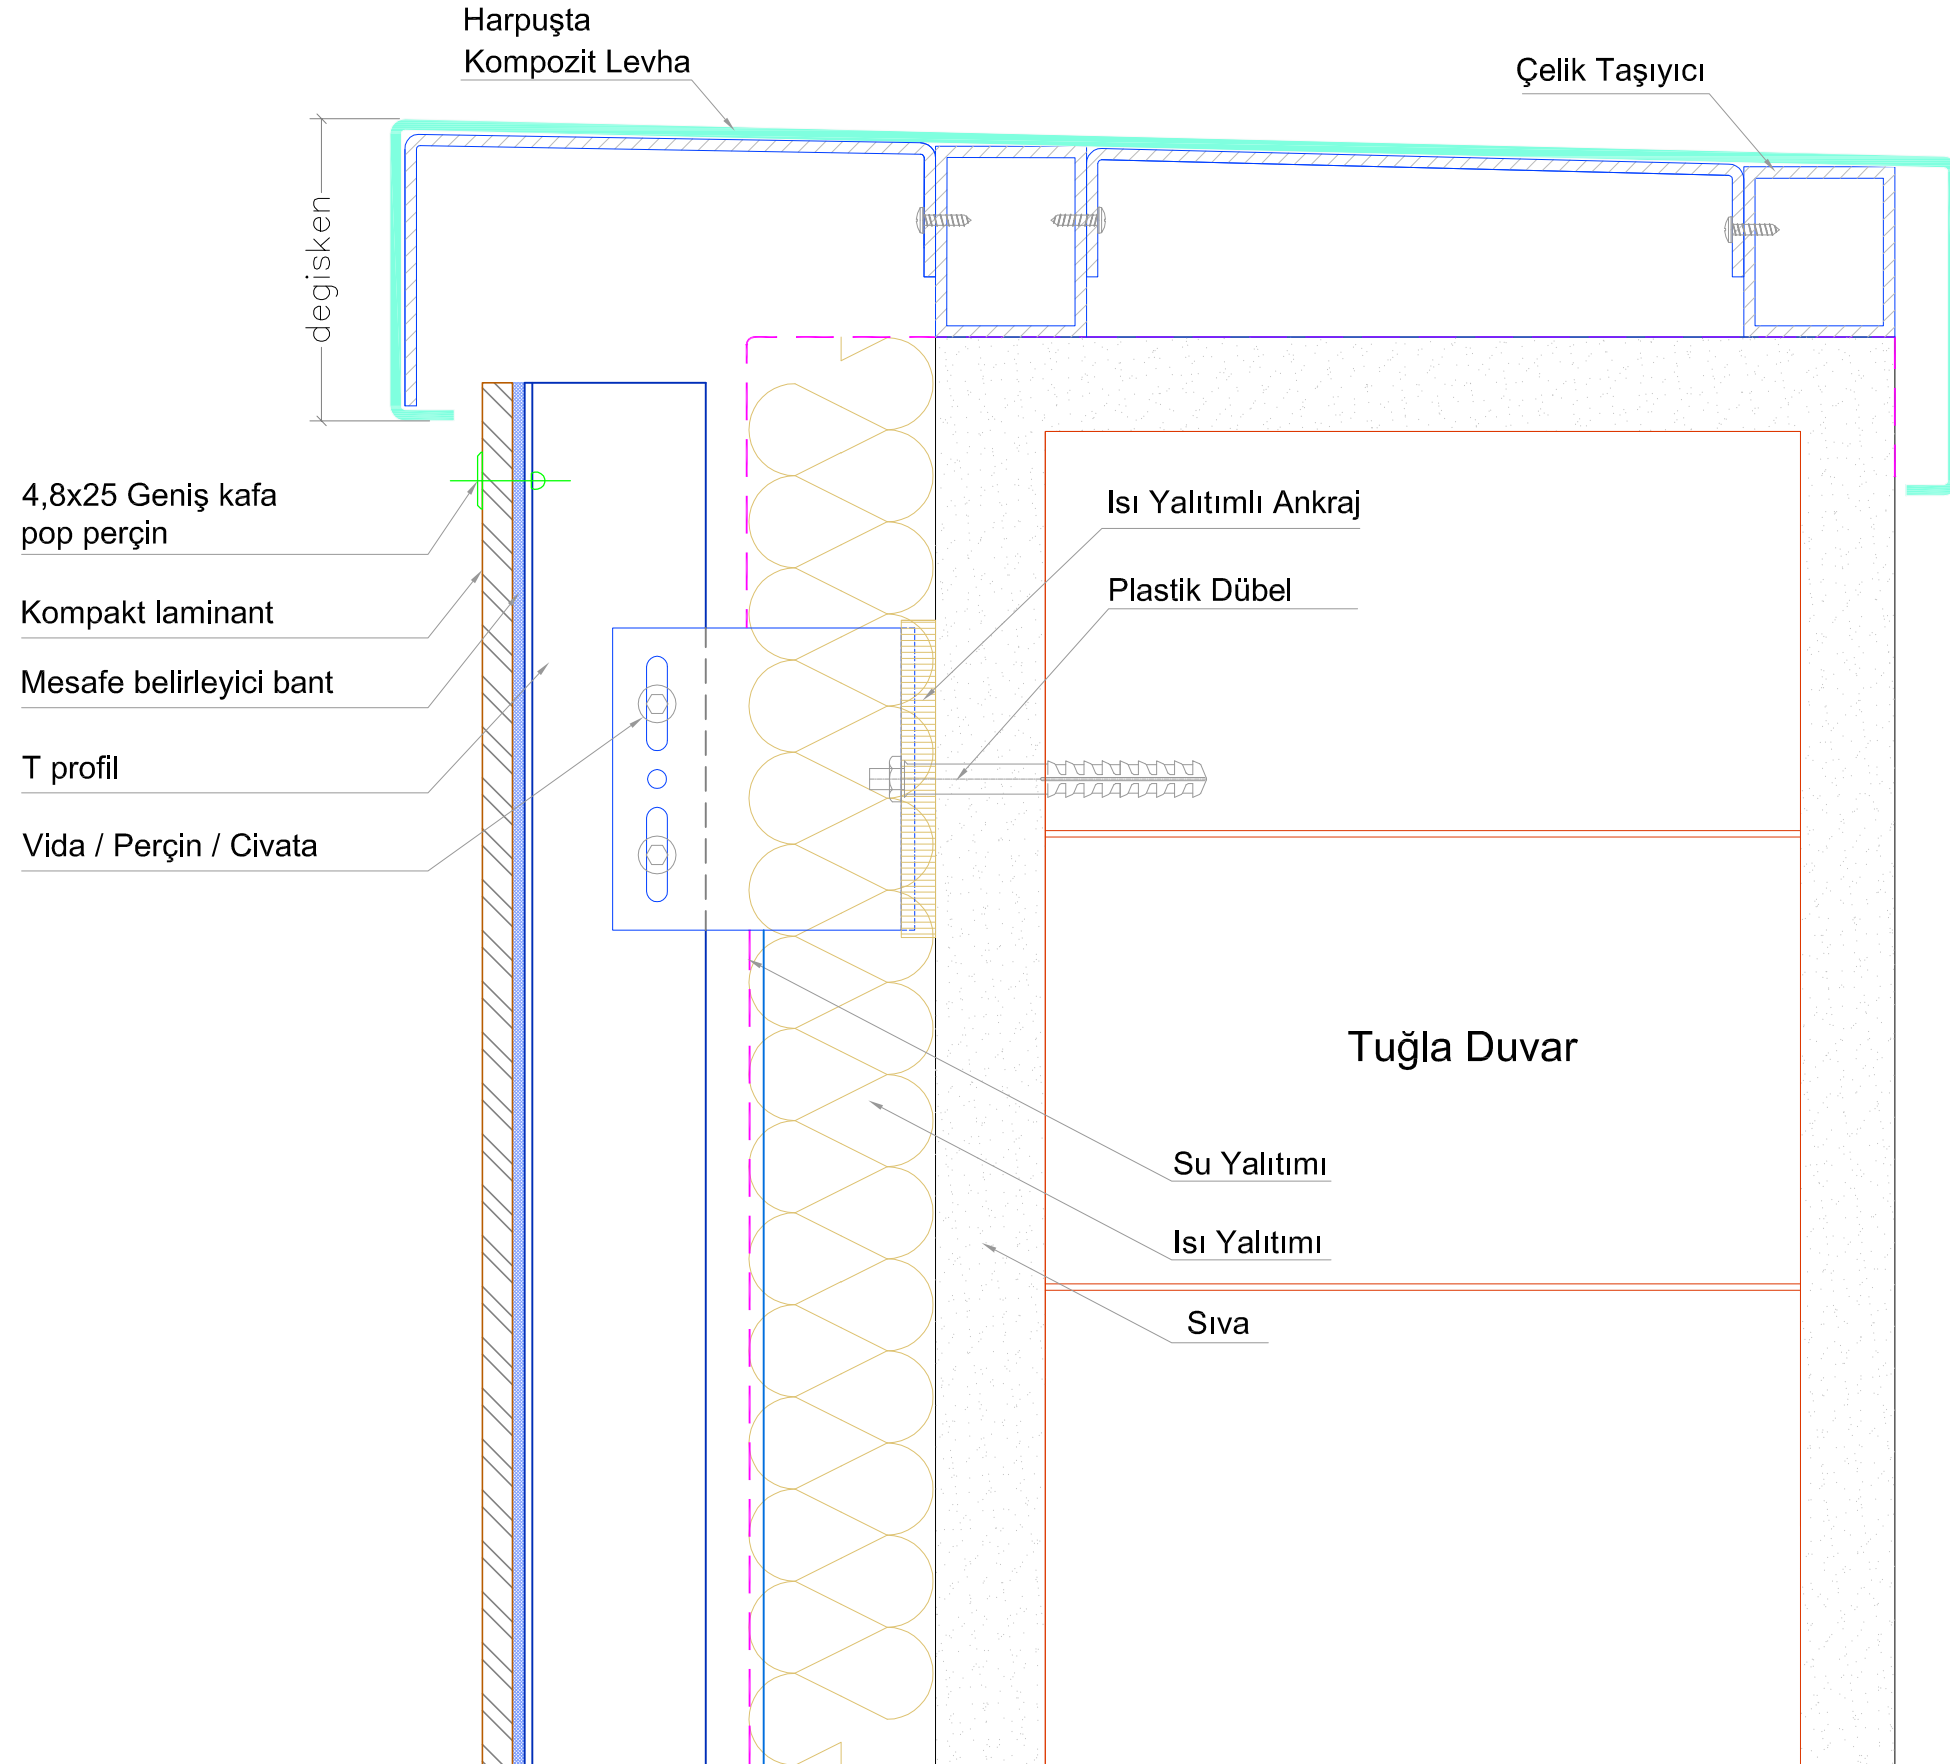 Harpuşta
Kompozit Levha
Çelik Taşıyıcı
degisken
4,8x25 Geniş kafa
pop perçin
Kompakt laminant
Mesafe belirleyici bant
T profil
Vida / Perçin / Civata
Isı Yalıtımlı Ankraj
Plastik Dübel
Tuğla Duvar
Su Yalıtımı
Isı Yalıtımı
Sıva